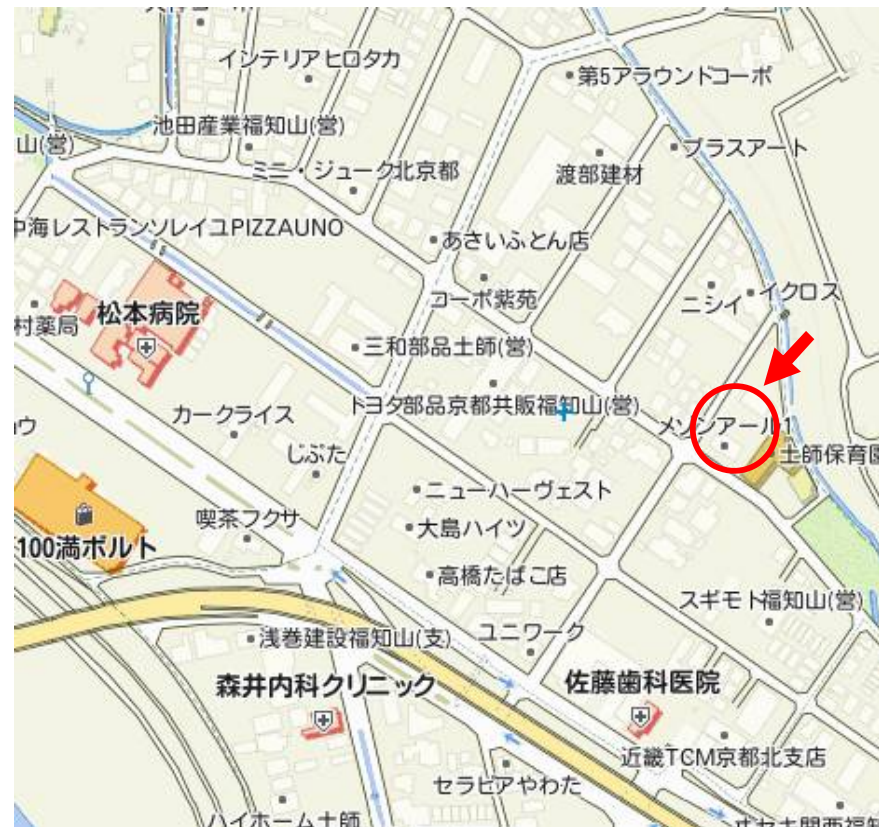 インテリアヒロタカ
第5アラウンドコーポ
池田産業福知山(営)
山(営)
プラスアート
ミニ・ジューク北京都
渡部建材
中海レストランソレイユPIZZAUNO
あさいふとん店
コーポ紫苑
ニシイ
イクロス
松本病院
村薬局
三和部品土師(営)
トヨタ部品京都共販福知山(営)
カークライス
メゾンアール1
じぶた
土師保育園
ニューハーヴェスト
喫茶フクサ
大島ハイツ
100満ボルト
高橋たばこ店
スギモト福知山(営)
浅巻建設福知山(支)
ユニワーク
森井内科クリニック
佐藤歯科医院
近畿TCM京都北支店
セラピアやわた
ハイホーム土師